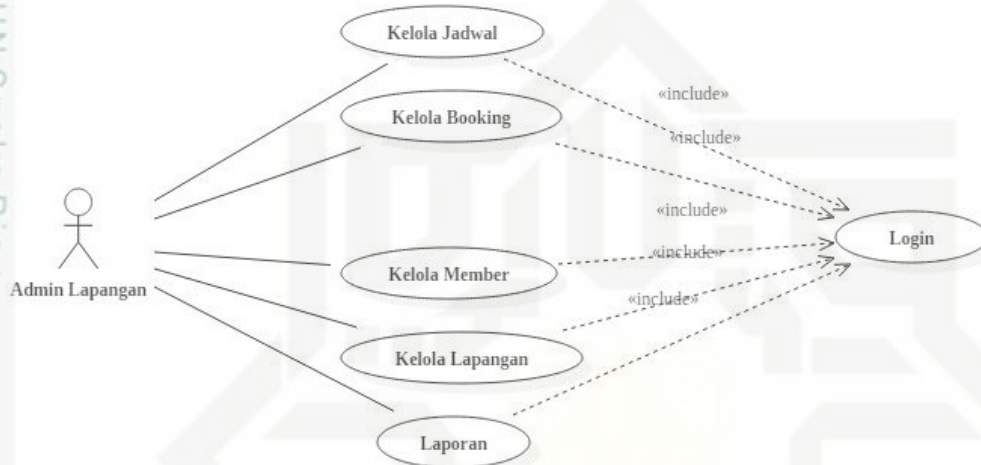 Kelola Jadwal
«include»
Kelola Booking
«include»
«include»
Login
Kelola Member
«include»
Admin Lapangan
«include»
Kelola Lapangan
Laporan